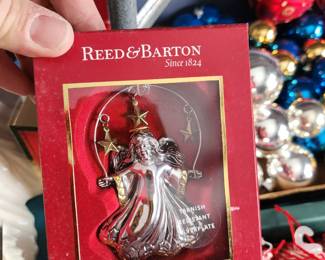 REED & BARTON
Since 1824
TARNISH
RESISTANT
SILVERPLATE